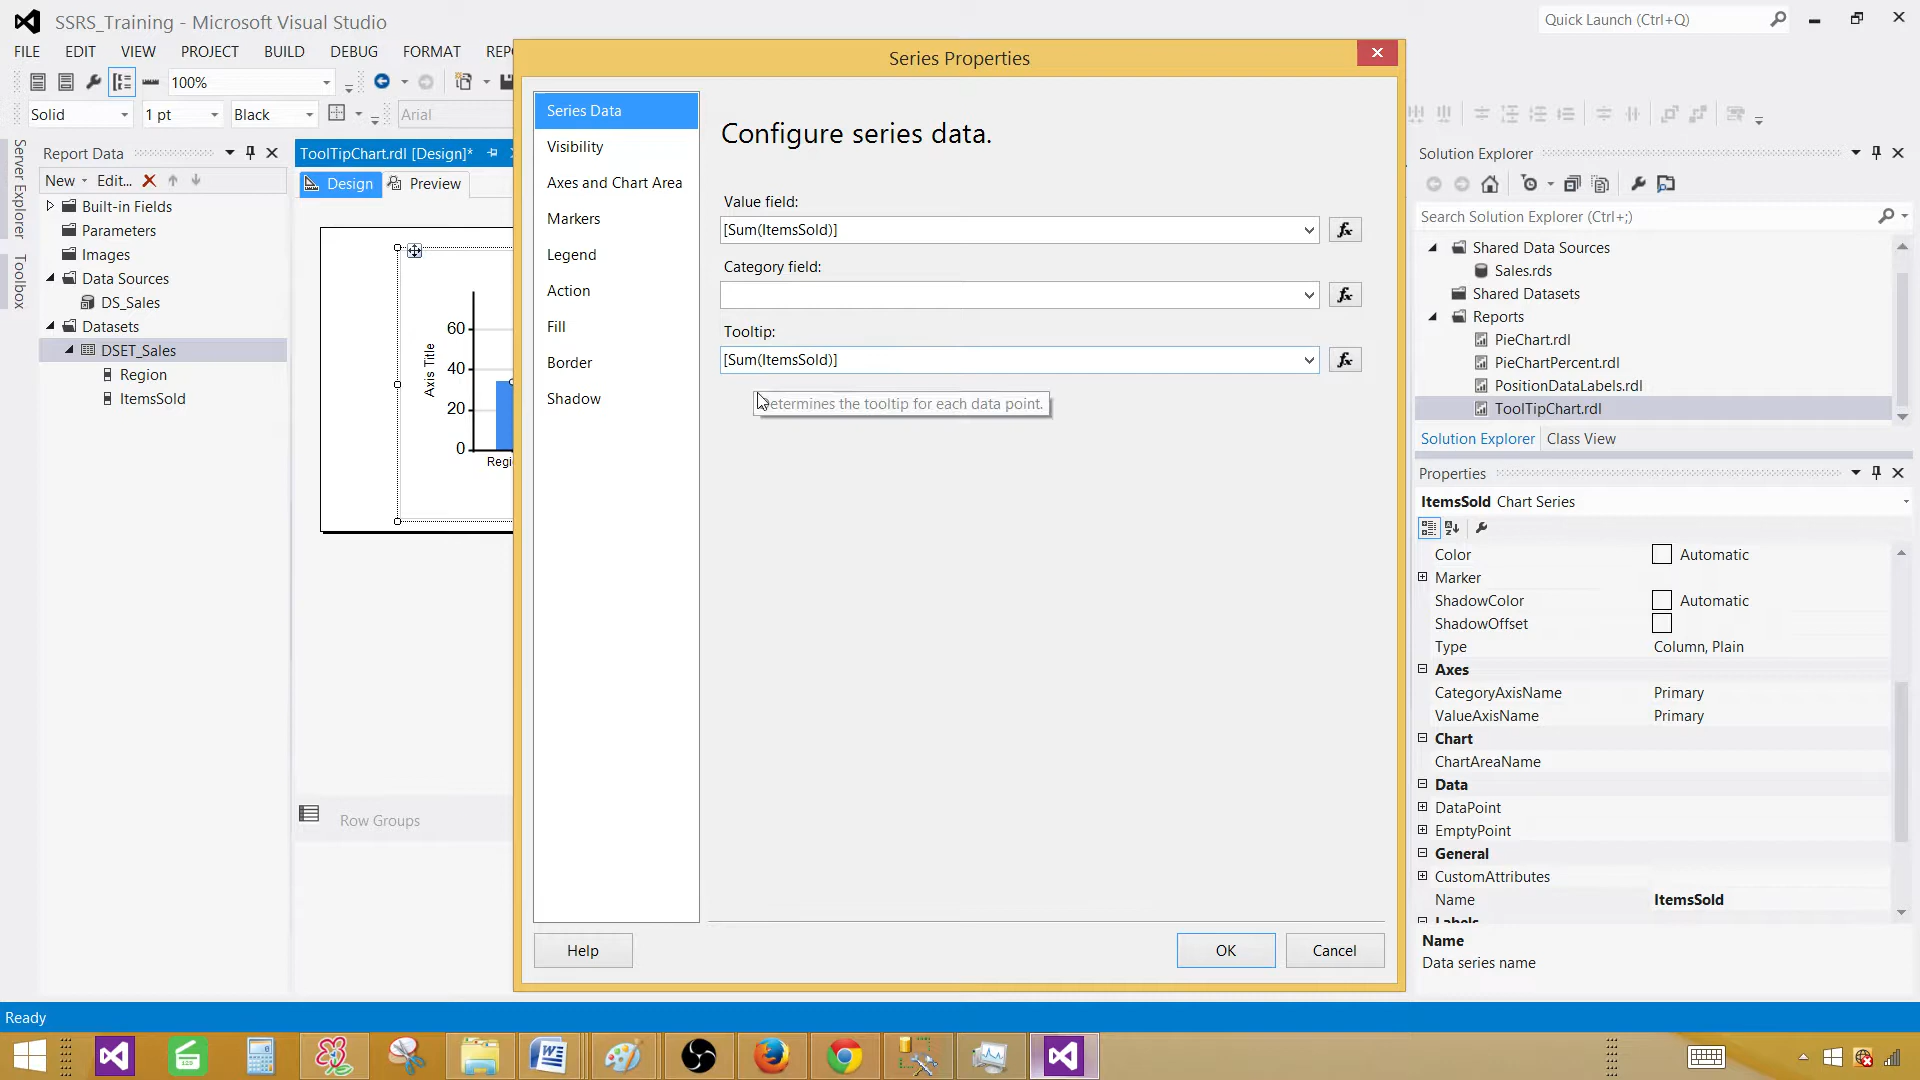 SSRS_Training - Microsoft Visual Studio
Quick Launch (Ctrl+Q)
FILE EDIT VIEW PROJECT BUILD DEBUG FORMAT REPO
100%
Solid 1 pt Black Arial
Server Explorer
Toolbox
Report Data
New Edit...
Built-in Fields
Parameters
Images
Data Sources
DS_Sales
Datasets
DSET_Sales
Region
ItemsSold
ToolTipChart.rdl [Design]*
Design Preview
Axis Title
60
40
20
0
Regi
Row Groups
Series Properties
Series Data
Visibility
Axes and Chart Area
Markers
Legend
Action
Fill
Border
Shadow
Configure series data.
Value field:
[Sum(ItemsSold)]
fx
Category field:
fx
Tooltip:
[Sum(ItemsSold)]
fx
etermines the tooltip for each data point.
Help OK Cancel
Solution Explorer
Search Solution Explorer (Ctrl+;)
Shared Data Sources
Sales.rds
Shared Datasets
Reports
PieChart.rdl
PieChartPercent.rdl
PositionDataLabels.rdl
ToolTipChart.rdl
Solution Explorer Class View
Properties
ItemsSold Chart Series
Color Automatic
Marker
ShadowColor Automatic
ShadowOffset
Type Column, Plain
Axes
CategoryAxisName Primary
ValueAxisName Primary
Chart
ChartAreaName
Data
DataPoint
EmptyPoint
General
CustomAttributes
Name ItemsSold
Labels
Name
Data series name
Ready